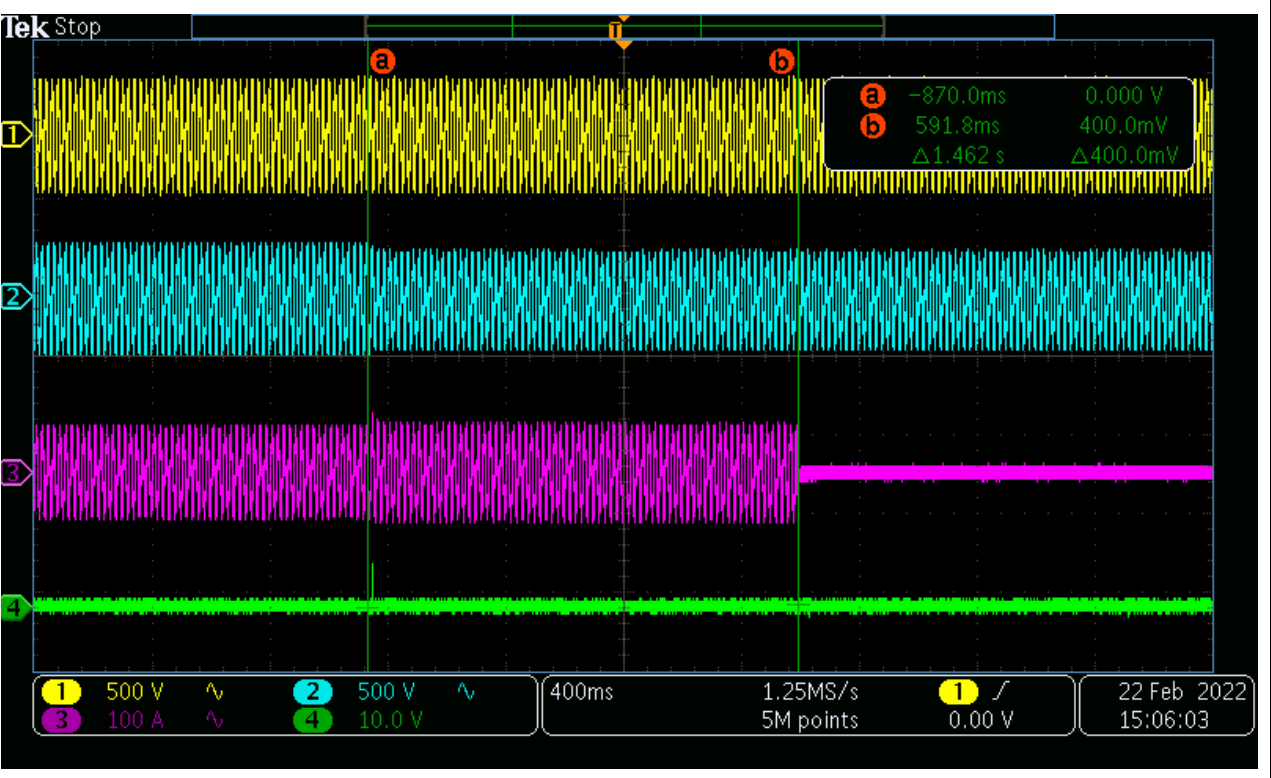 Tek Stop
T
a b
a -870.0ms 0.000 V
b 591.8ms 400.0mV
△1.462 s △400.0mV
1
2
3
4
1 500 V 2 500 V 400ms 1.25MS/s 1 22 Feb 2022
3 100 A 4 10.0 V 5M points 0.00 V 15:06:03